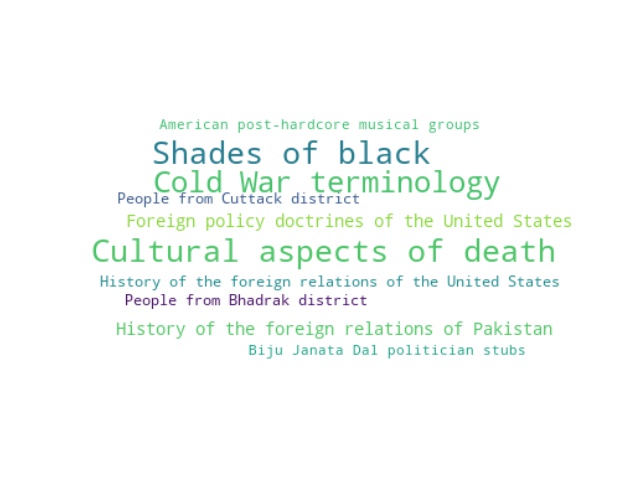 American post-hardcore musical groups
Shades of black
Cold War terminology
People from Cuttack district
Foreign policy doctrines of the United States
Cultural aspects of death
History of the foreign relations of the United States
People from Bhadrak district
History of the foreign relations of Pakistan
Biju Janata Dal politician stubs